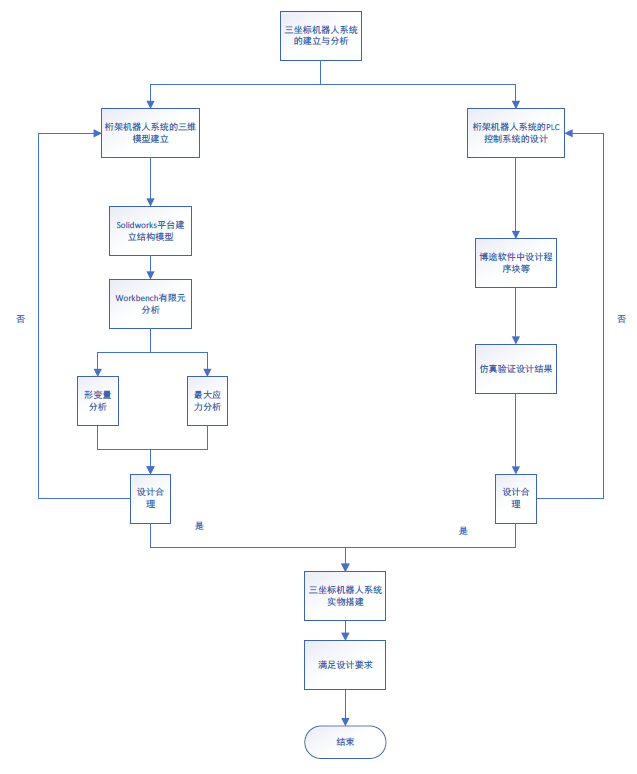 三坐标机器人系统
的建立与分析
桁架机器人系统的三维
模型建立
桁架机器人系统的PLC
控制系统的设计
Solidworks平台建
立结构模型
博途软件中设计程
序块等
Workbench有限元
分析
否
否
形变量
分析
最大应
力分析
仿真验证设计结果
设计合
理
设计合
理
是
是
三坐标机器人系统
实物搭建
满足设计要求
结束